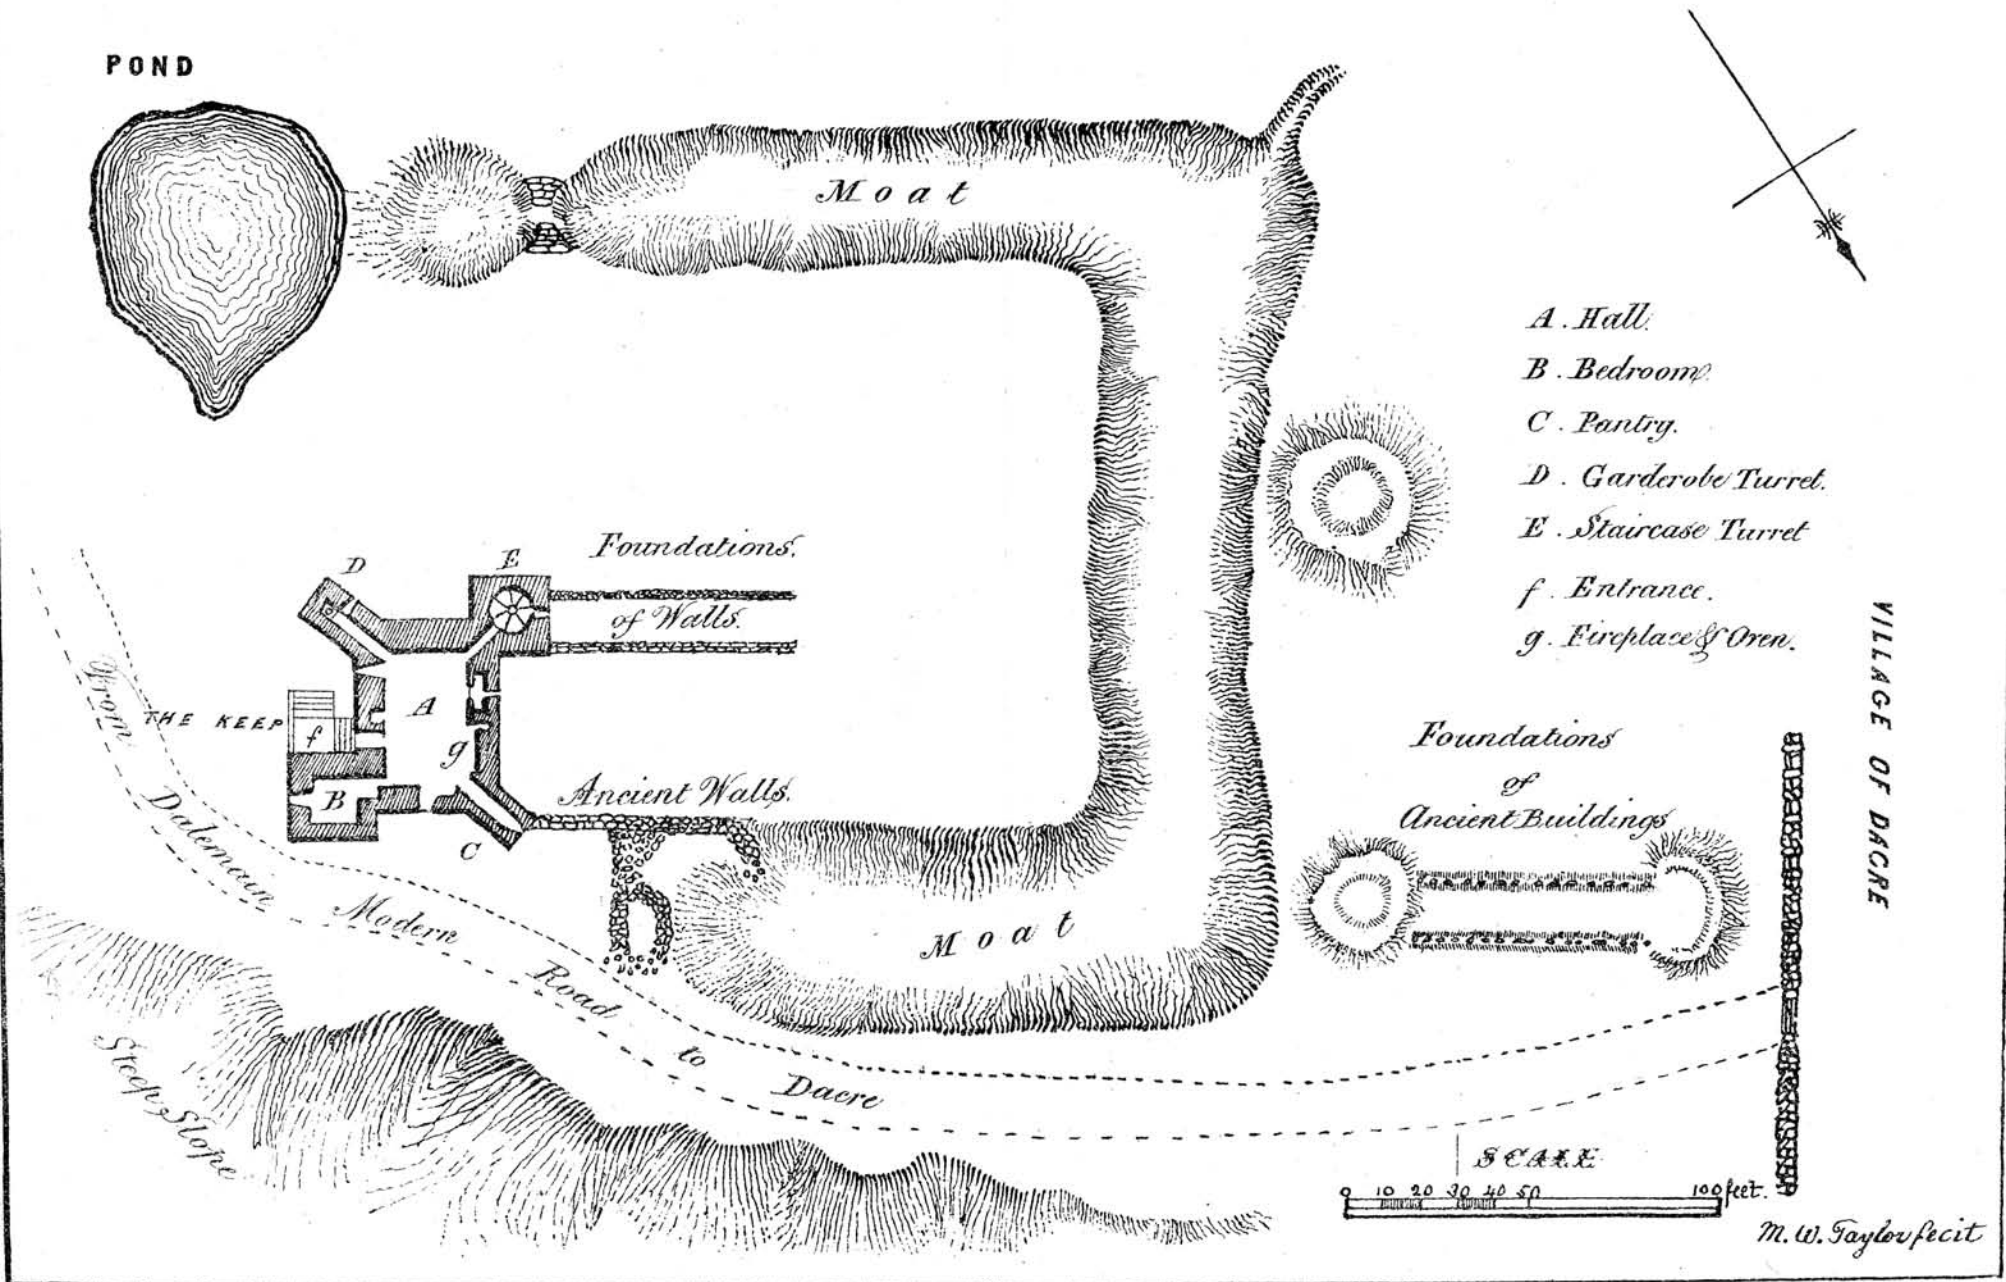 POND
Moat
A. Hall.
B. Bedroom.
C. Pantry.
D. Garderobe Turret.
E. Staircase Turret
f. Entrance.
g. Fireplace & Oven.
D
E
Foundations.
of Walls.
THE KEEP
A
f
g
B
C
Ancient Walls.
Moat
Foundations
of
Ancient Buildings
VILLAGE OF DACRE
From
Dalemain
Modern
Road
to
Dacre
Steep Slope
SCALE
0 10 20 30 40 50 100 feet.
M. W. Taylor fecit